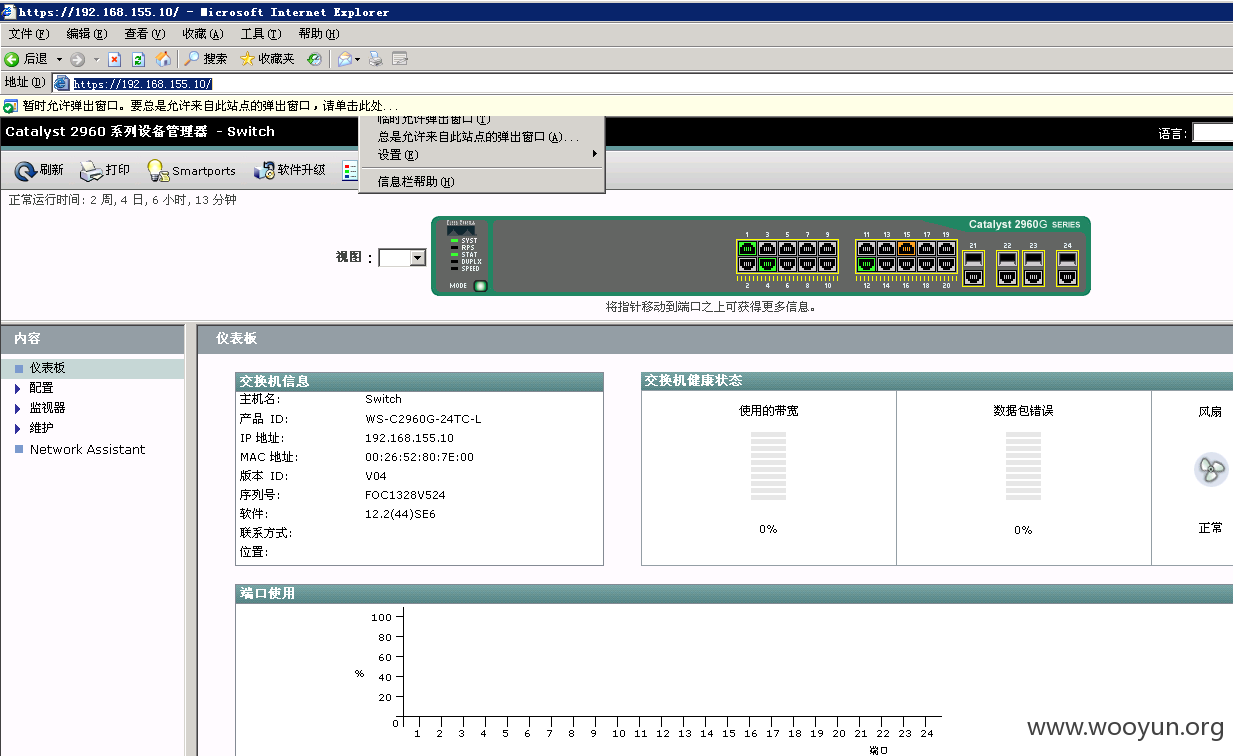 https://192.168.155.10/ - Microsoft Internet Explorer
文件(F) 编辑(E) 查看(V) 收藏(A) 工具(T) 帮助(H)
后退 搜索 收藏夹
地址(D) https://192.168.155.10/
暂时允许弹出窗口。要总是允许来自此站点的弹出窗口，请单击此处...
临时允许弹出窗口(T)
Catalyst 2960 系列设备管理器 - Switch
语言:
总是允许来自此站点的弹出窗口(A)...
设置(E)
信息栏帮助(H)
刷新 打印 Smartports 软件升级
正常运行时间: 2 周, 4 日, 6 小时, 13 分钟
视图 :
CISCO SYSTEMS
Catalyst 2960G SERIES
SYST
RPS
STAT
DUPLX
SPEED
MODE
1 3 5 7 9 11 13 15 17 19 21 22 23 24
2 4 6 8 10 12 14 16 18 20
将指针移动到端口之上可获得更多信息。
内容
仪表板
配置
监视器
维护
Network Assistant
仪表板
交换机信息
主机名: Switch
产品 ID: WS-C2960G-24TC-L
IP 地址: 192.168.155.10
MAC 地址: 00:26:52:80:7E:00
版本 ID: V04
序列号: FOC1328V524
软件: 12.2(44)SE6
联系方式:
位置:
交换机健康状态
使用的带宽 数据包错误 风扇
0% 0% 正常
端口使用
100
80
60
%
40
20
0
1 2 3 4 5 6 7 8 9 10 11 12 13 14 15 16 17 18 19 20 21 22 23 24
端口
www.wooyun.org